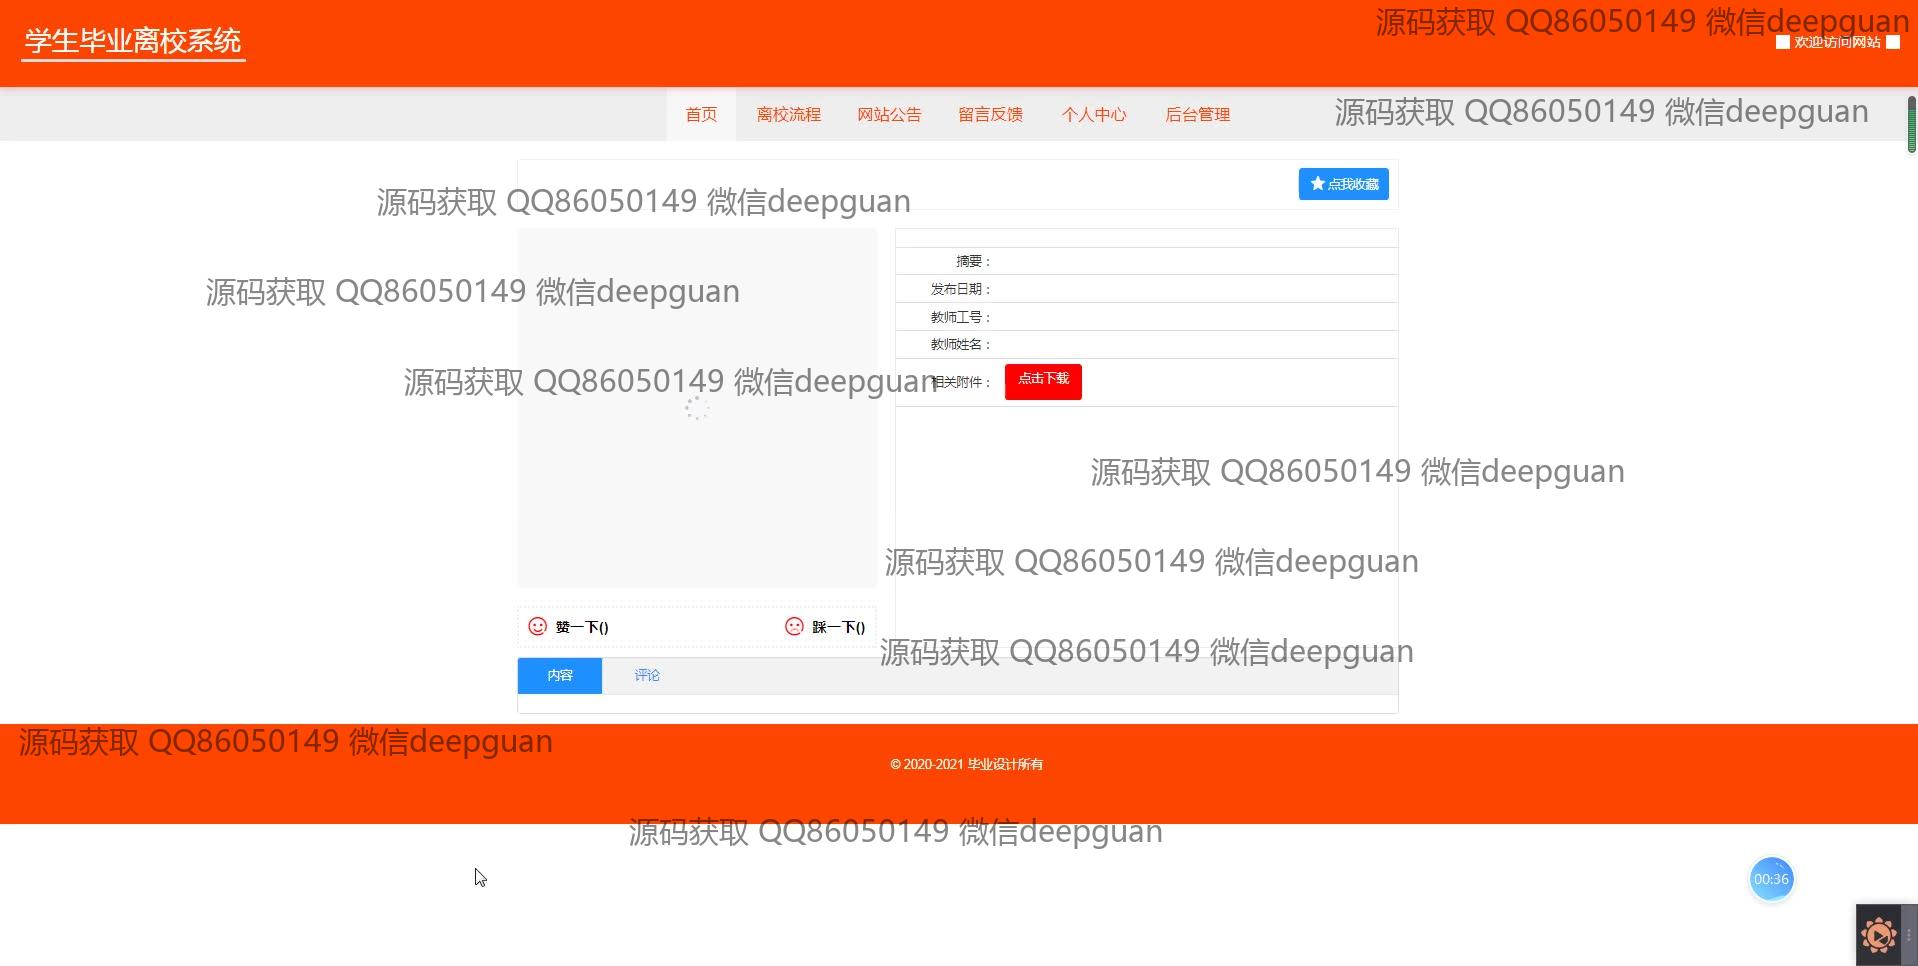 学生毕业离校系统
源码获取 QQ86050149 微信deepguan
欢迎访问网站
首页 离校流程 网站公告 留言反馈 个人中心 后台管理
源码获取 QQ86050149 微信deepguan
点我收藏
源码获取 QQ86050149 微信deepguan
摘要：
发布日期：
源码获取 QQ86050149 微信deepguan
教师工号：
教师姓名：
相关附件： 点击下载
源码获取 QQ86050149 微信deepguan
源码获取 QQ86050149 微信deepguan
源码获取 QQ86050149 微信deepguan
赞一下() 踩一下()
源码获取 QQ86050149 微信deepguan
内容 评论
源码获取 QQ86050149 微信deepguan
© 2020-2021 毕业设计所有
源码获取 QQ86050149 微信deepguan
00:36